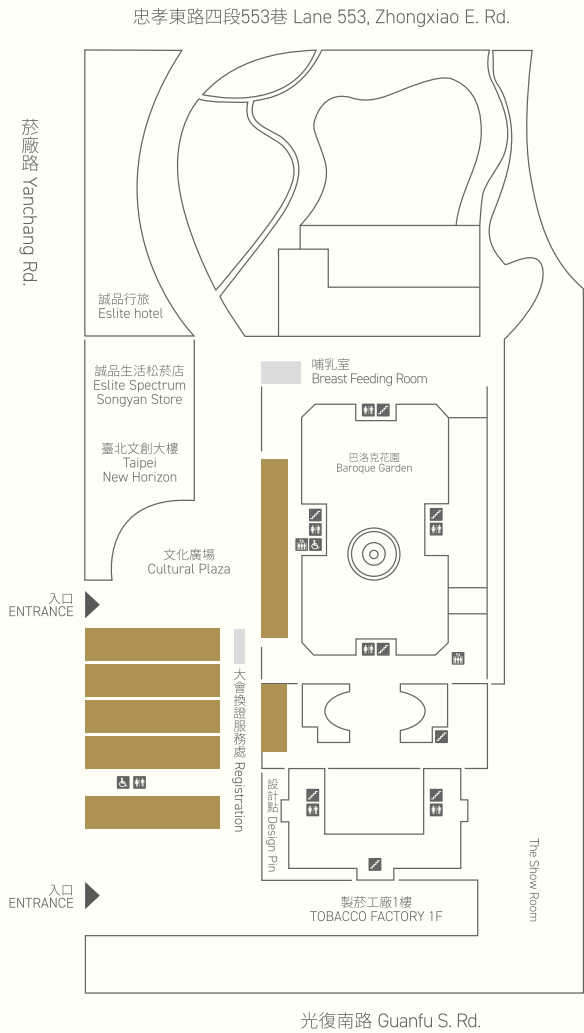 忠孝東路四段553巷 Lane 553, Zhongxiao E. Rd.
菸廠路 Yanchang Rd.
誠品行旅
Eslite hotel
誠品生活松菸店
Eslite Spectrum
Songyan Store
哺乳室
Breast Feeding Room
臺北文創大樓
Taipei
New Horizon
巴洛克花園
Baroque Garden
文化廣場
Cultural Plaza
入口
ENTRANCE
大會換證服務處 Registration
設計點 Design Pin
The Show Room
入口
ENTRANCE
製菸工廠1樓
TOBACCO FACTORY 1F
光復南路 Guanfu S. Rd.